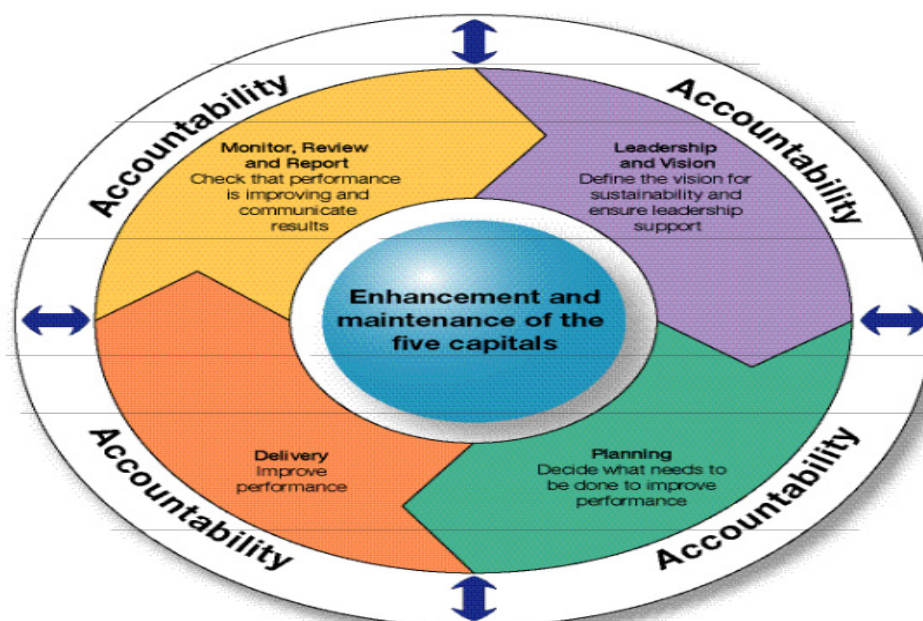 Accountability
Accountability
Monitor, Review
and Report
Check that performance
is improving and
communicate
results
Leadership
and Vision
Define the vision for
sustainability and
ensure leadership
support
Enhancement and
maintenance of the
five capitals
Delivery
Improve
performance
Planning
Decide what needs to
be done to improve
performance
Accountability
Accountability